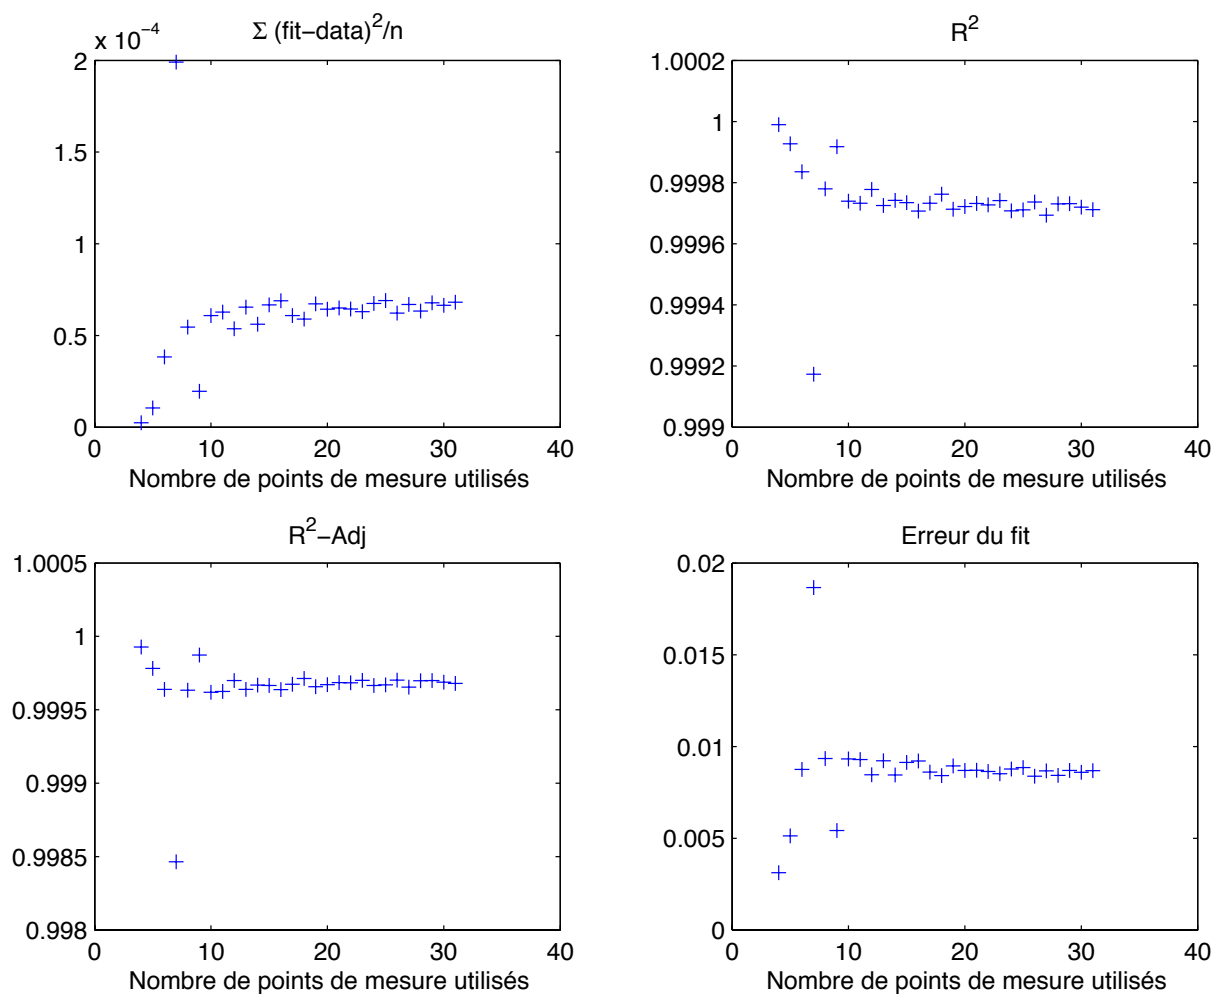 x 10⁻⁴
Σ (fit−data)²/n
2
1.5
1
0.5
0
0 10 20 30 40
Nombre de points de mesure utilisés
R²
1.0002
1
0.9998
0.9996
0.9994
0.9992
0.999
0 10 20 30 40
Nombre de points de mesure utilisés
R²−Adj
1.0005
1
0.9995
0.999
0.9985
0.998
0 10 20 30 40
Nombre de points de mesure utilisés
Erreur du fit
0.02
0.015
0.01
0.005
0
0 10 20 30 40
Nombre de points de mesure utilisés